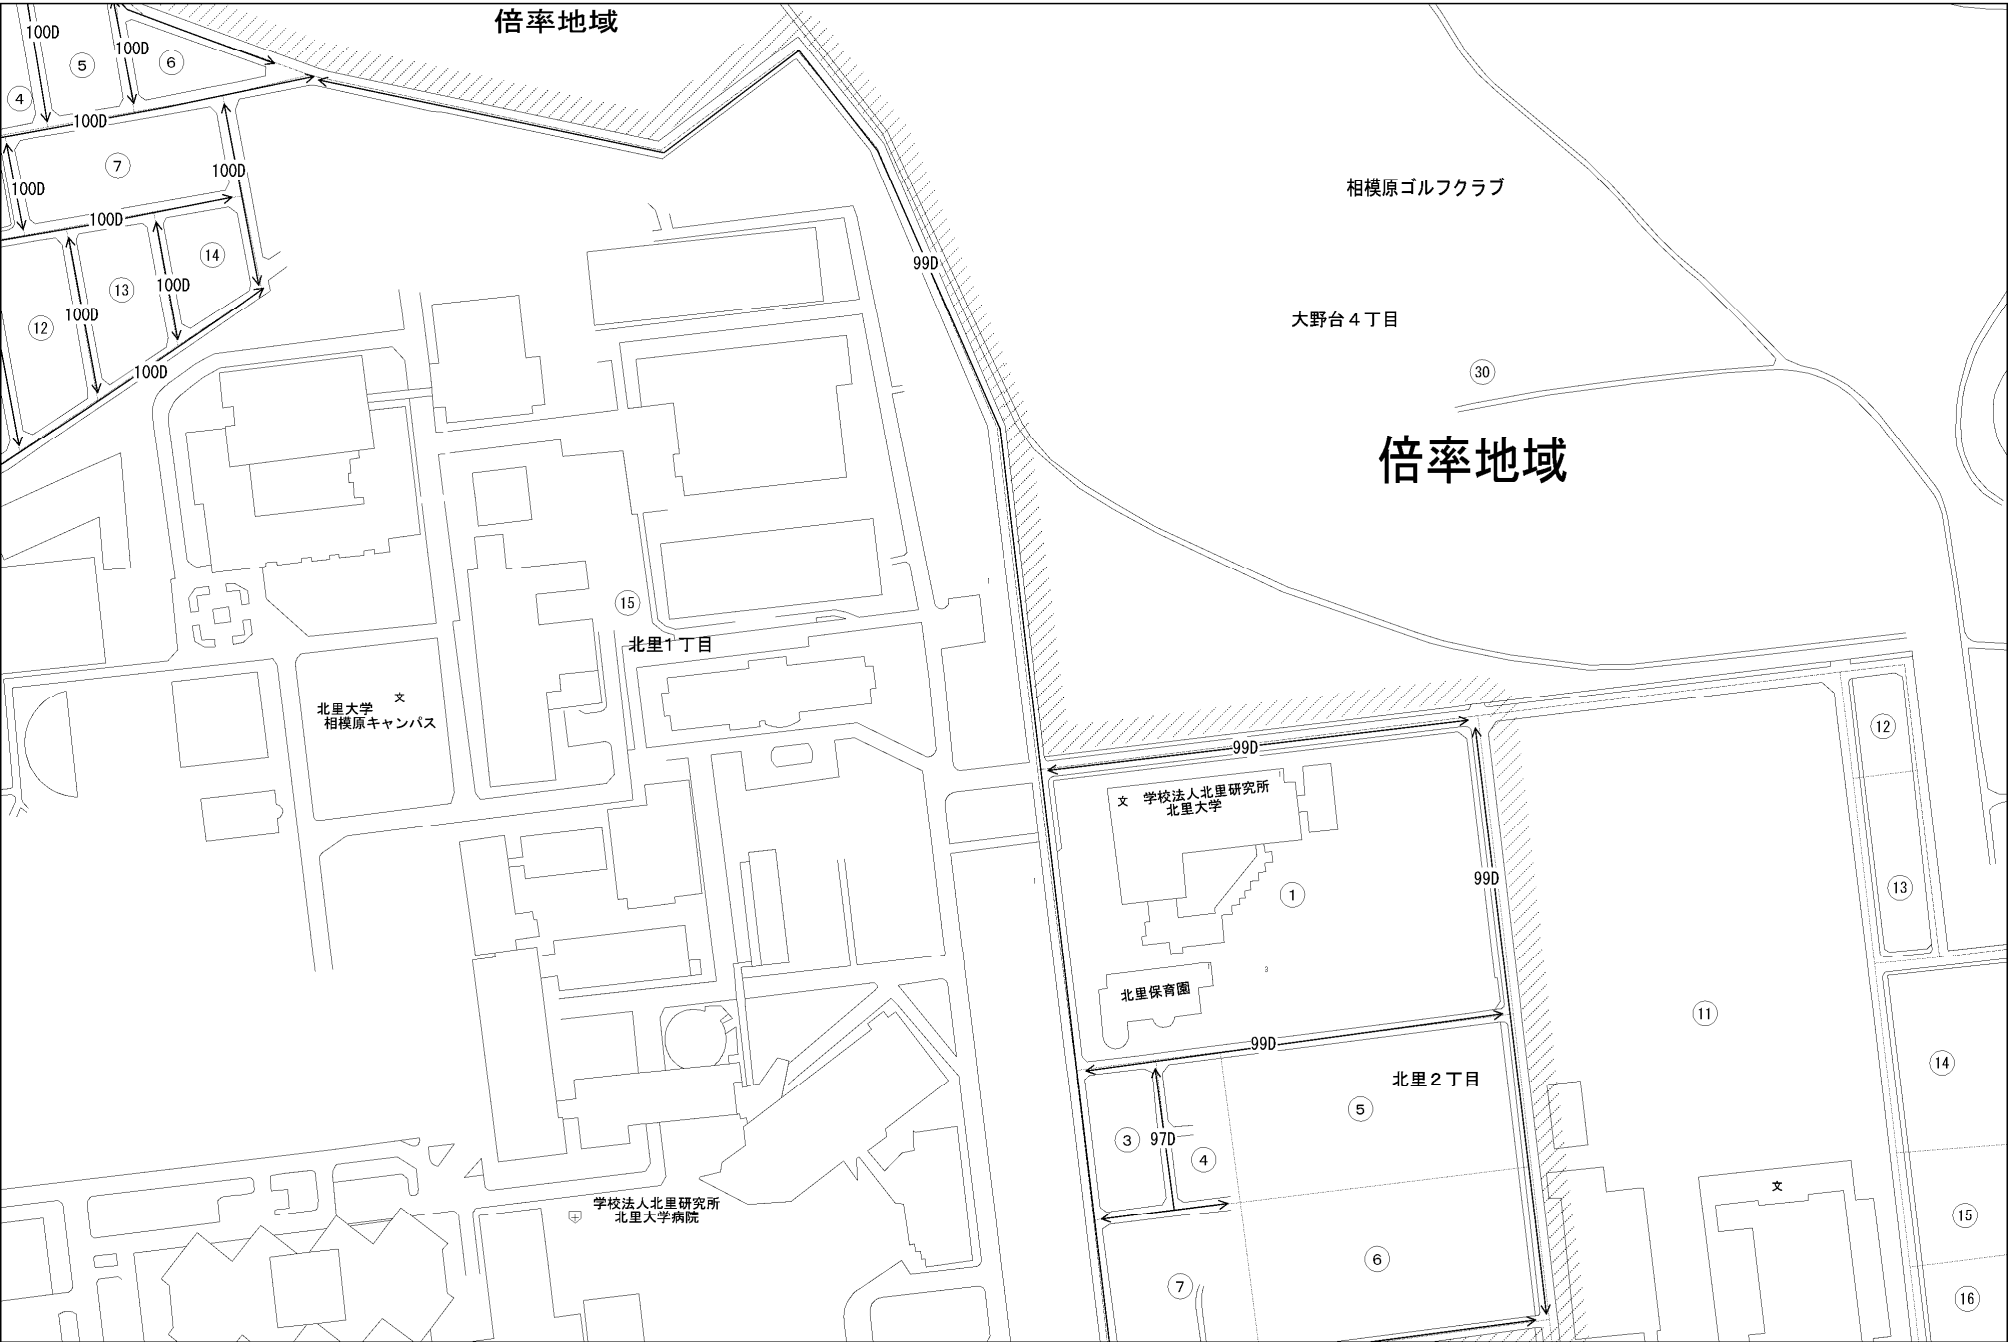 倍率地域
100D
100D
⑤
⑥
④
100D
⑦
100D
100D
100D
相模原ゴルフクラブ
⑭
99D
100D
⑬
100D
⑫
大野台4丁目
100D
㉚
倍率地域
⑮
北里1丁目
文
北里大学
相模原キャンパス
99D
⑫
文
学校法人北里研究所
北里大学
99D
①
⑬
3
北里保育園
⑪
99D
北里2丁目
⑭
⑤
③
97D
④
文
学校法人北里研究所
北里大学病院
⑮
⑥
⑦
⑯